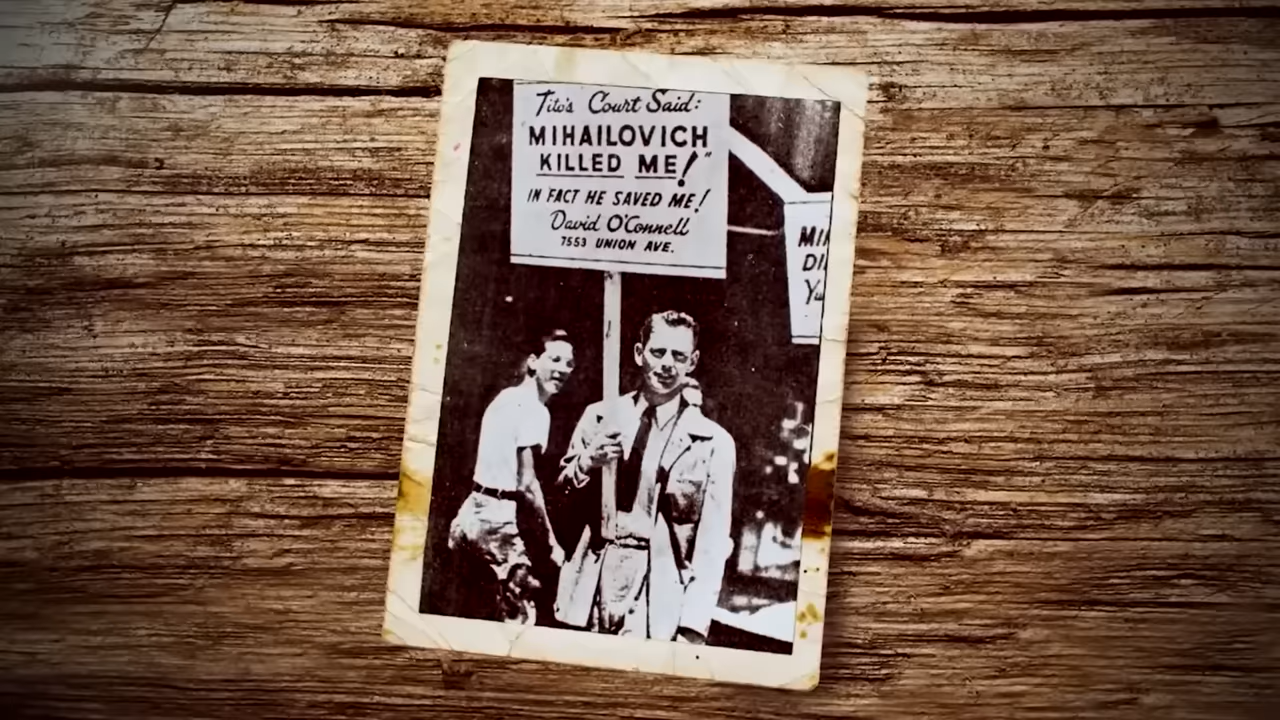 Tito's Court Said:
MIHAILOVICH
KILLED ME!"
IN FACT HE SAVED ME!
David O'Connell
7553 UNION AVE.